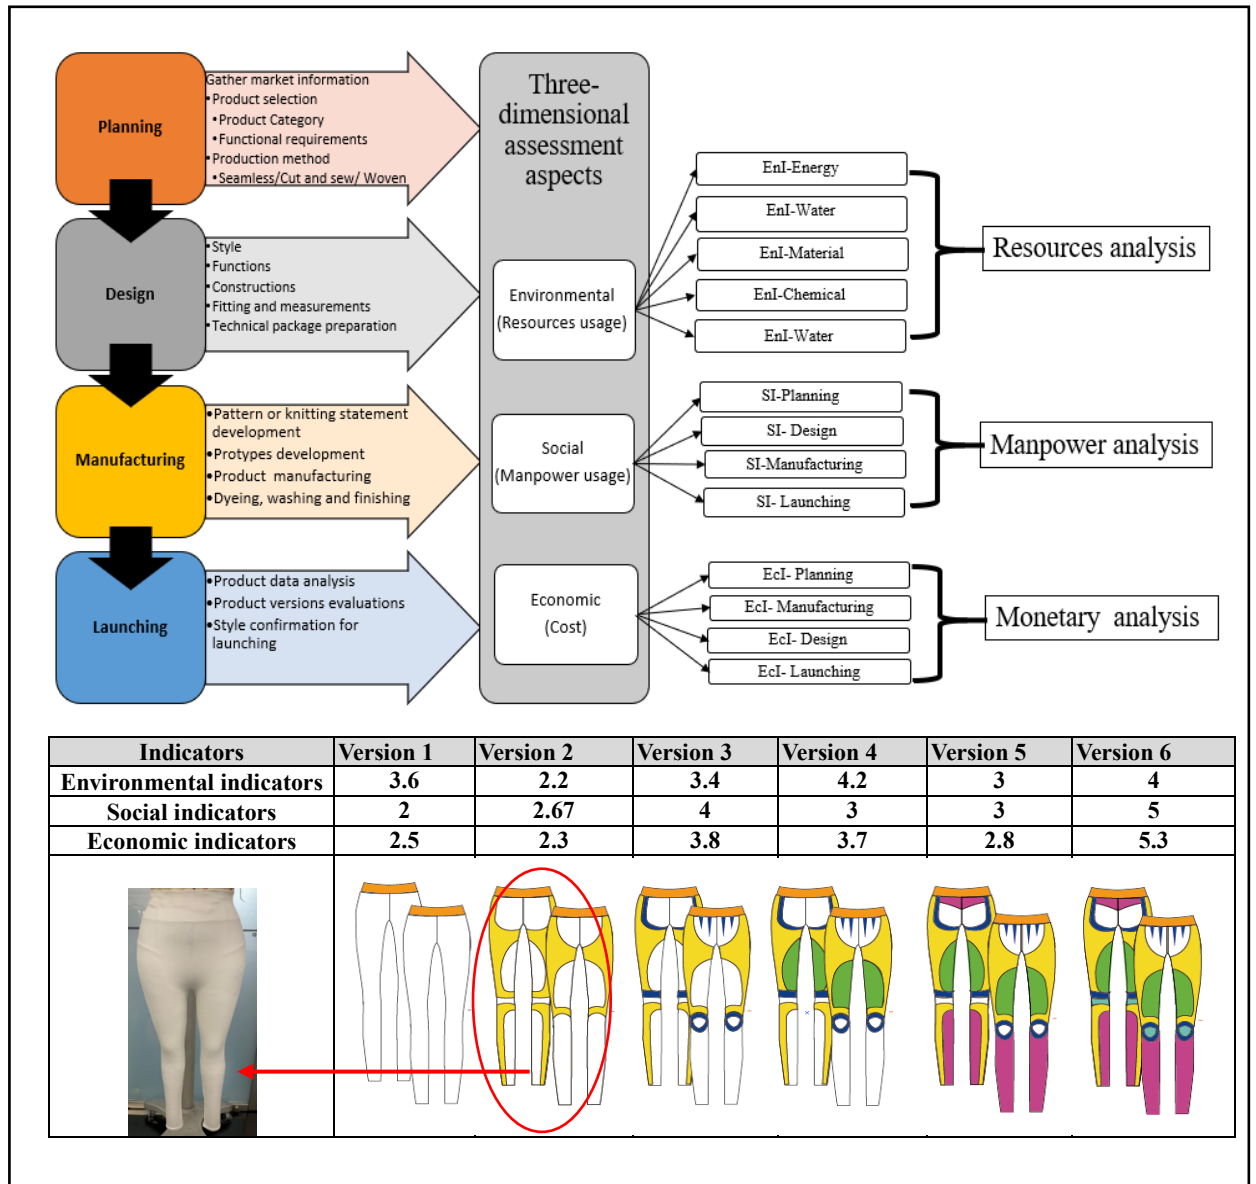 Planning
Gather market information
•Product selection
•Product Category
•Functional requirements
•Production method
•Seamless/Cut and sew/ Woven
Design
•Style
•Functions
•Constructions
•Fitting and measurements
•Technical package preparation
Manufacturing
•Pattern or knitting statement
development
•Protypes development
•Product manufacturing
•Dyeing, washing and finishing
Launching
•Product data analysis
•Product versions evaluations
•Style confirmation for
launching
Three-
dimensional
assessment
aspects
Environmental
(Resources usage)
Social
(Manpower usage)
Economic
(Cost)
EnI-Energy
EnI-Water
EnI-Material
EnI-Chemical
EnI-Water
Resources analysis
SI-Planning
SI- Design
SI-Manufacturing
SI- Launching
Manpower analysis
EcI- Planning
EcI- Manufacturing
EcI- Design
EcI- Launching
Monetary analysis
Indicators Version 1 Version 2 Version 3 Version 4 Version 5 Version 6
Environmental indicators 3.6 2.2 3.4 4.2 3 4
Social indicators 2 2.67 4 3 3 5
Economic indicators 2.5 2.3 3.8 3.7 2.8 5.3